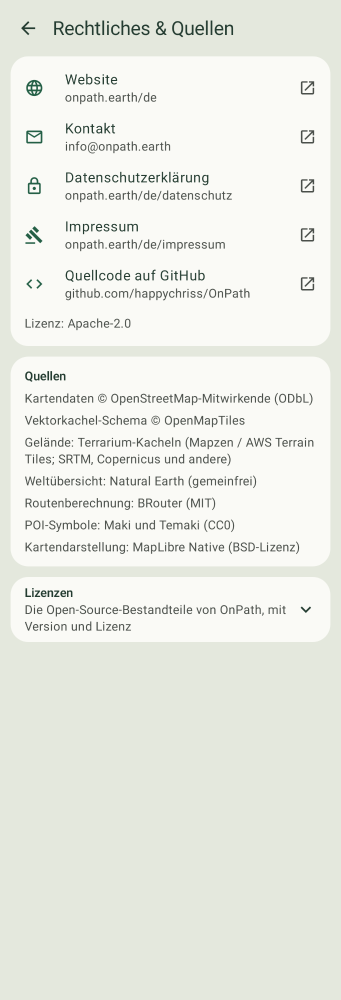 Rechtliches & Quellen
Website
onpath.earth/de
Kontakt
info@onpath.earth
Datenschutzerklärung
onpath.earth/de/datenschutz
Impressum
onpath.earth/de/impressum
Quellcode auf GitHub
github.com/happychriss/OnPath
Lizenz: Apache-2.0
Quellen
Kartendaten © OpenStreetMap-Mitwirkende (ODbL)
Vektorkachel-Schema © OpenMapTiles
Gelände: Terrarium-Kacheln (Mapzen / AWS Terrain
Tiles; SRTM, Copernicus und andere)
Weltübersicht: Natural Earth (gemeinfrei)
Routenberechnung: BRouter (MIT)
POI-Symbole: Maki und Temaki (CC0)
Kartendarstellung: MapLibre Native (BSD-Lizenz)
Lizenzen
Die Open-Source-Bestandteile von OnPath, mit
Version und Lizenz